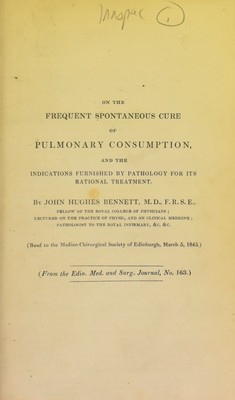 ON THE
FREQUENT SPONTANEOUS CURE
OF
PULMONARY CONSUMPTION,
AND THE
INDICATIONS FURNISHED BY PATHOLOGY FOR ITS
RATIONAL TREATMENT.
BY JOHN HUGHES BENNETT, M.D., F.R.S.E.,
FELLOW OF THE ROYAL COLLEGE OF PHYSICIANS;
LECTURER ON THE PRACTICE OF PHYSIC, AND ON CLINICAL MEDICINE;
PATHOLOGIST TO THE ROYAL INFIRMARY, &c. &c.
(Read to the Medico-Chirurgical Society of Edinburgh, March 5, 1845.)
(From the Edin. Med. and Surg. Journal, No. 163.)